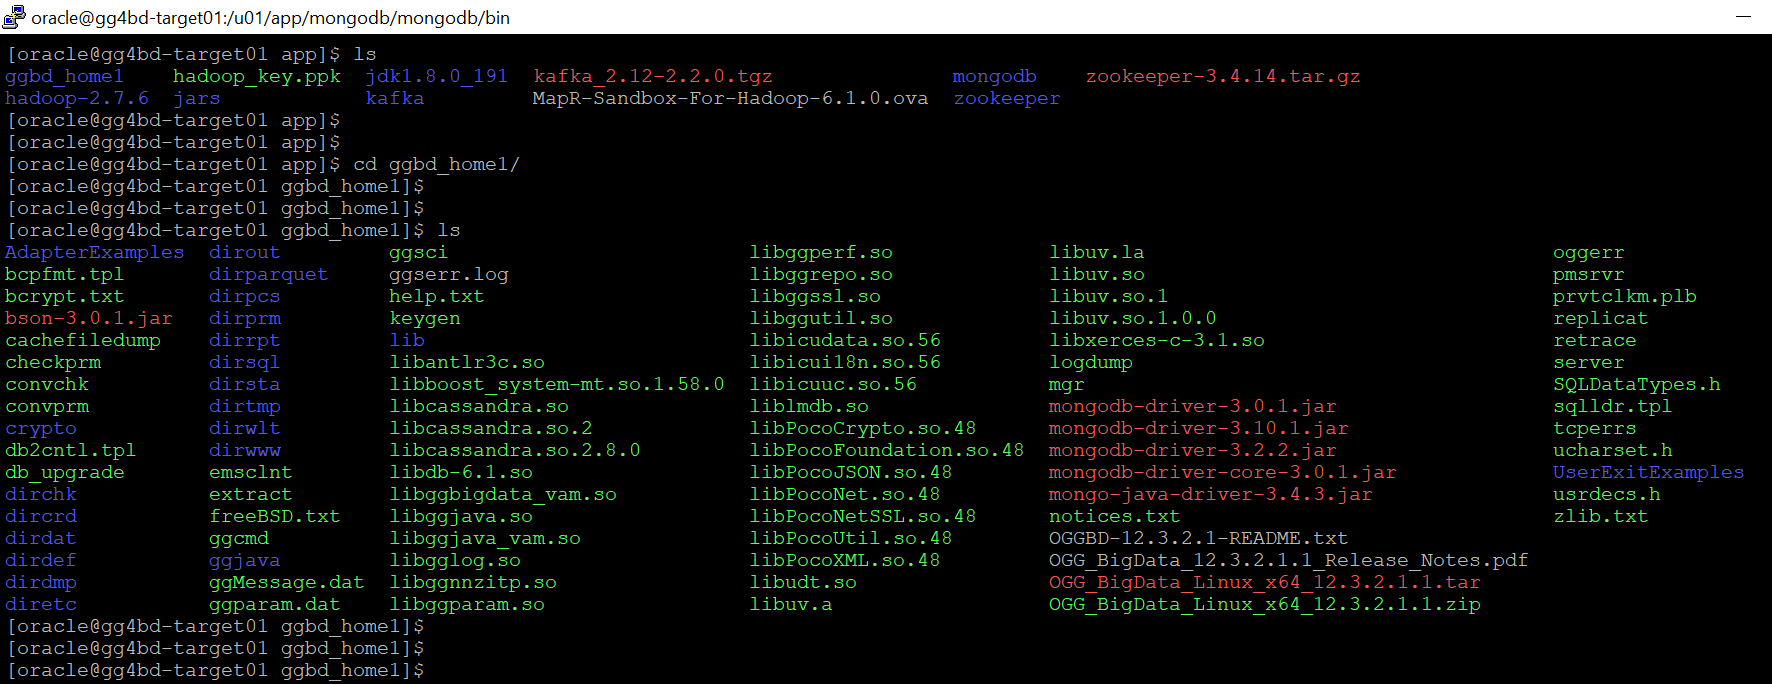 oracle@gg4bd-target01:/u01/app/mongodb/mongodb/bin
[oracle@gg4bd-target01 app]$ ls
ggbd_home1    hadoop_key.ppk  jdk1.8.0_191  kafka_2.12-2.2.0.tgz               mongodb    zookeeper-3.4.14.tar.gz
hadoop-2.7.6  jars            kafka         MapR-Sandbox-For-Hadoop-6.1.0.ova  zookeeper
[oracle@gg4bd-target01 app]$
[oracle@gg4bd-target01 app]$
[oracle@gg4bd-target01 app]$ cd ggbd_home1/
[oracle@gg4bd-target01 ggbd_home1]$
[oracle@gg4bd-target01 ggbd_home1]$
[oracle@gg4bd-target01 ggbd_home1]$ ls
AdapterExamples  dirout         ggsci                         libggperf.so            libuv.la                               oggerr
bcpfmt.tpl       dirparquet     ggserr.log                    libggrepo.so            libuv.so                               pmsrvr
bcrypt.txt       dirpcs         help.txt                      libggssl.so             libuv.so.1                             prvtclkm.plb
bson-3.0.1.jar   dirprm         keygen                        libggutil.so            libuv.so.1.0.0                         replicat
cachefiledump    dirrpt         lib                           libicudata.so.56        libxerces-c-3.1.so                     retrace
checkprm         dirsql         libantlr3c.so                 libicui18n.so.56        logdump                                server
convchk          dirsta         libboost_system-mt.so.1.58.0  libicuuc.so.56          mgr                                    SQLDataTypes.h
convprm          dirtmp         libcassandra.so               liblmdb.so              mongodb-driver-3.0.1.jar               sqlldr.tpl
crypto           dirwlt         libcassandra.so.2             libPocoCrypto.so.48     mongodb-driver-3.10.1.jar              tcperrs
db2cntl.tpl      dirwww         libcassandra.so.2.8.0         libPocoFoundation.so.48  mongodb-driver-3.2.2.jar              ucharset.h
db_upgrade       emsclnt        libdb-6.1.so                  libPocoJSON.so.48       mongodb-driver-core-3.0.1.jar          UserExitExamples
dirchk           extract        libggbigdata_vam.so           libPocoNet.so.48        mongo-java-driver-3.4.3.jar            usrdecs.h
dircrd           freeBSD.txt    libggjava.so                  libPocoNetSSL.so.48     notices.txt                            zlib.txt
dirdat           ggcmd          libggjava_vam.so              libPocoUtil.so.48       OGGBD-12.3.2.1-README.txt
dirdef           ggjava         libgglog.so                   libPocoXML.so.48        OGG_BigData_12.3.2.1.1_Release_Notes.pdf
dirdmp           ggMessage.dat  libggnnzitp.so                libudt.so               OGG_BigData_Linux_x64_12.3.2.1.1.tar
diretc           ggparam.dat    libggparam.so                 libuv.a                 OGG_BigData_Linux_x64_12.3.2.1.1.zip
[oracle@gg4bd-target01 ggbd_home1]$
[oracle@gg4bd-target01 ggbd_home1]$
[oracle@gg4bd-target01 ggbd_home1]$